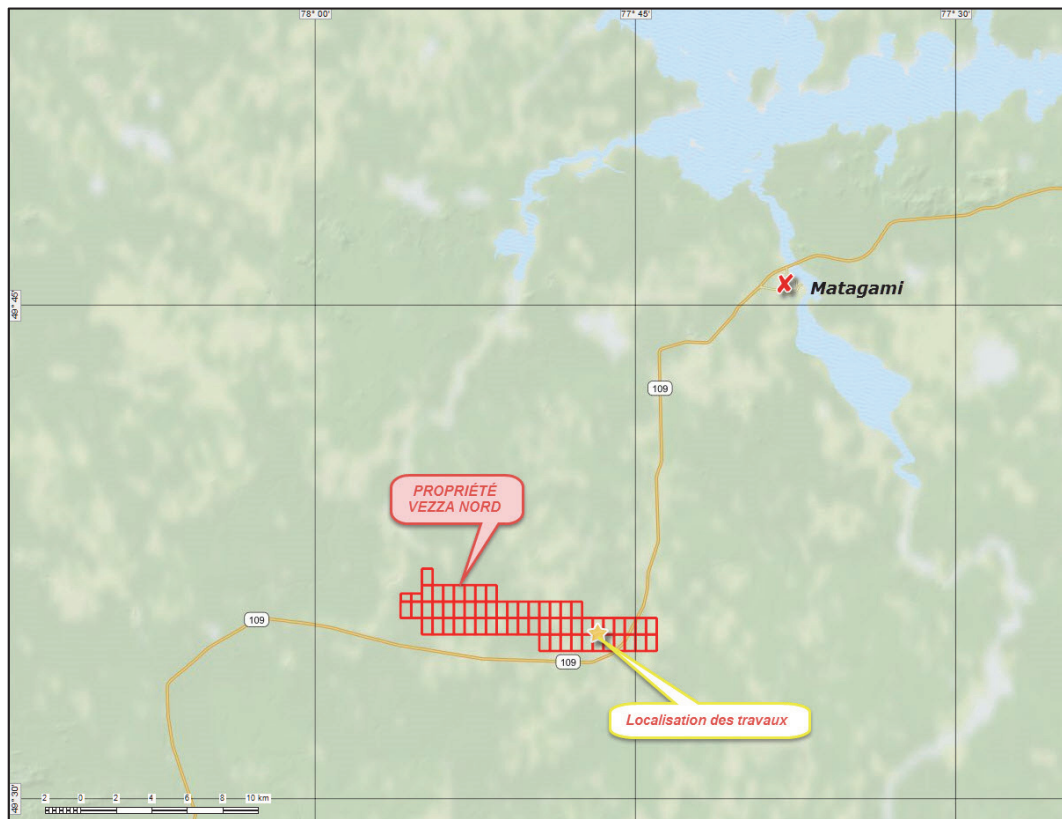 78° 00'
77° 45'
77° 30'
49° 45'
Matagami
109
PROPRIÉTÉ
VEZZA NORD
109
109
Localisation des travaux
49° 30'
2 0 2 4 6 8 10 km